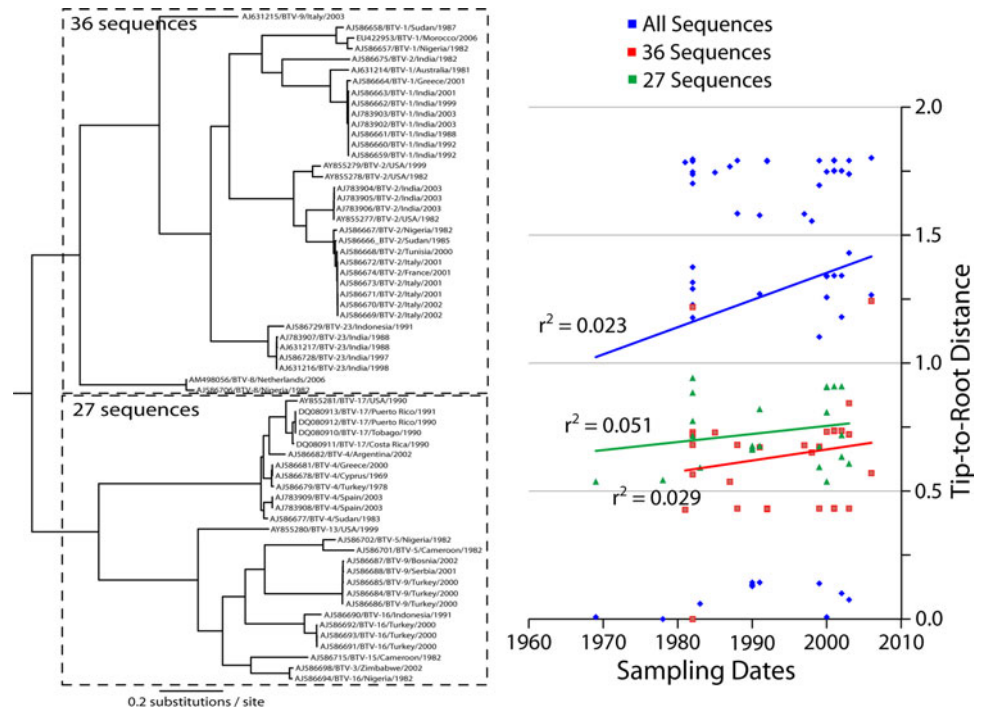 36 sequences
AJ631215/BTV-9/Italy/2003
AJ586658/BTV-1/Sudan/1987
EU422953/BTV-1/Morocco/2006
AJ586657/BTV-1/Nigeria/1982
AJ586675/BTV-2/India/1982
AJ631214/BTV-1/Australia/1981
AJ586664/BTV-1/Greece/2001
AJ586663/BTV-1/India/2001
AJ586662/BTV-1/India/1999
AJ783903/BTV-1/India/2003
AJ783902/BTV-1/India/2003
AJ586661/BTV-1/India/1988
AJ586660/BTV-1/India/1992
AJ586659/BTV-1/India/1992
AY855279/BTV-2/USA/1999
AY855278/BTV-2/USA/1982
AJ783904/BTV-2/India/2003
AJ783905/BTV-2/India/2003
AJ783906/BTV-2/India/2003
AY855277/BTV-2/USA/1982
AJ586667/BTV-2/Nigeria/1982
AJ586666_BTV-2/Sudan/1985
AJ586668/BTV-2/Tunisia/2000
AJ586672/BTV-2/Italy/2001
AJ586674/BTV-2/France/2001
AJ586673/BTV-2/Italy/2001
AJ586671/BTV-2/Italy/2001
AJ586670/BTV-2/Italy/2002
AJ586669/BTV-2/Italy/2002
AJ586729/BTV-23/Indonesia/1991
AJ783907/BTV-23/India/1988
AJ631217/BTV-23/India/1988
AJ586728/BTV-23/India/1997
AJ631216/BTV-23/India/1998
AM498056/BTV-8/Netherlands/2006
AJ586706/BTV-8/Nigeria/1982
27 sequences
AY855281/BTV-17/USA/1990
DQ080913/BTV-17/Puerto Rico/1991
DQ080912/BTV-17/Puerto Rico/1990
DQ080910/BTV-17/Tobago/1990
DQ080911/BTV-17/Costa Rica/1990
AJ586682/BTV-4/Argentina/2002
AJ586681/BTV-4/Greece/2000
AJ586678/BTV-4/Cyprus/1969
AJ586679/BTV-4/Turkey/1978
AJ783909/BTV-4/Spain/2003
AJ783908/BTV-4/Spain/2003
AJ586677/BTV-4/Sudan/1983
AY855280/BTV-13/USA/1999
AJ586702/BTV-5/Nigeria/1982
AJ586701/BTV-5/Cameroon/1982
AJ586687/BTV-9/Bosnia/2002
AJ586688/BTV-9/Serbia/2001
AJ586685/BTV-9/Turkey/2000
AJ586684/BTV-9/Turkey/2000
AJ586686/BTV-9/Turkey/2000
AJ586690/BTV-16/Indonesia/1991
AJ586692/BTV-16/Turkey/2000
AJ586693/BTV-16/Turkey/2000
AJ586691/BTV-16/Turkey/2000
AJ586715/BTV-15/Cameroon/1982
AJ586698/BTV-3/Zimbabwe/2002
AJ586694/BTV-16/Nigeria/1982
0.2 substitutions / site
All Sequences
36 Sequences
27 Sequences
2.0
1.5
1.0
0.5
0.0
Tip-to-Root Distance
r² = 0.023
r² = 0.051
r² = 0.029
1960 1970 1980 1990 2000 2010
Sampling Dates